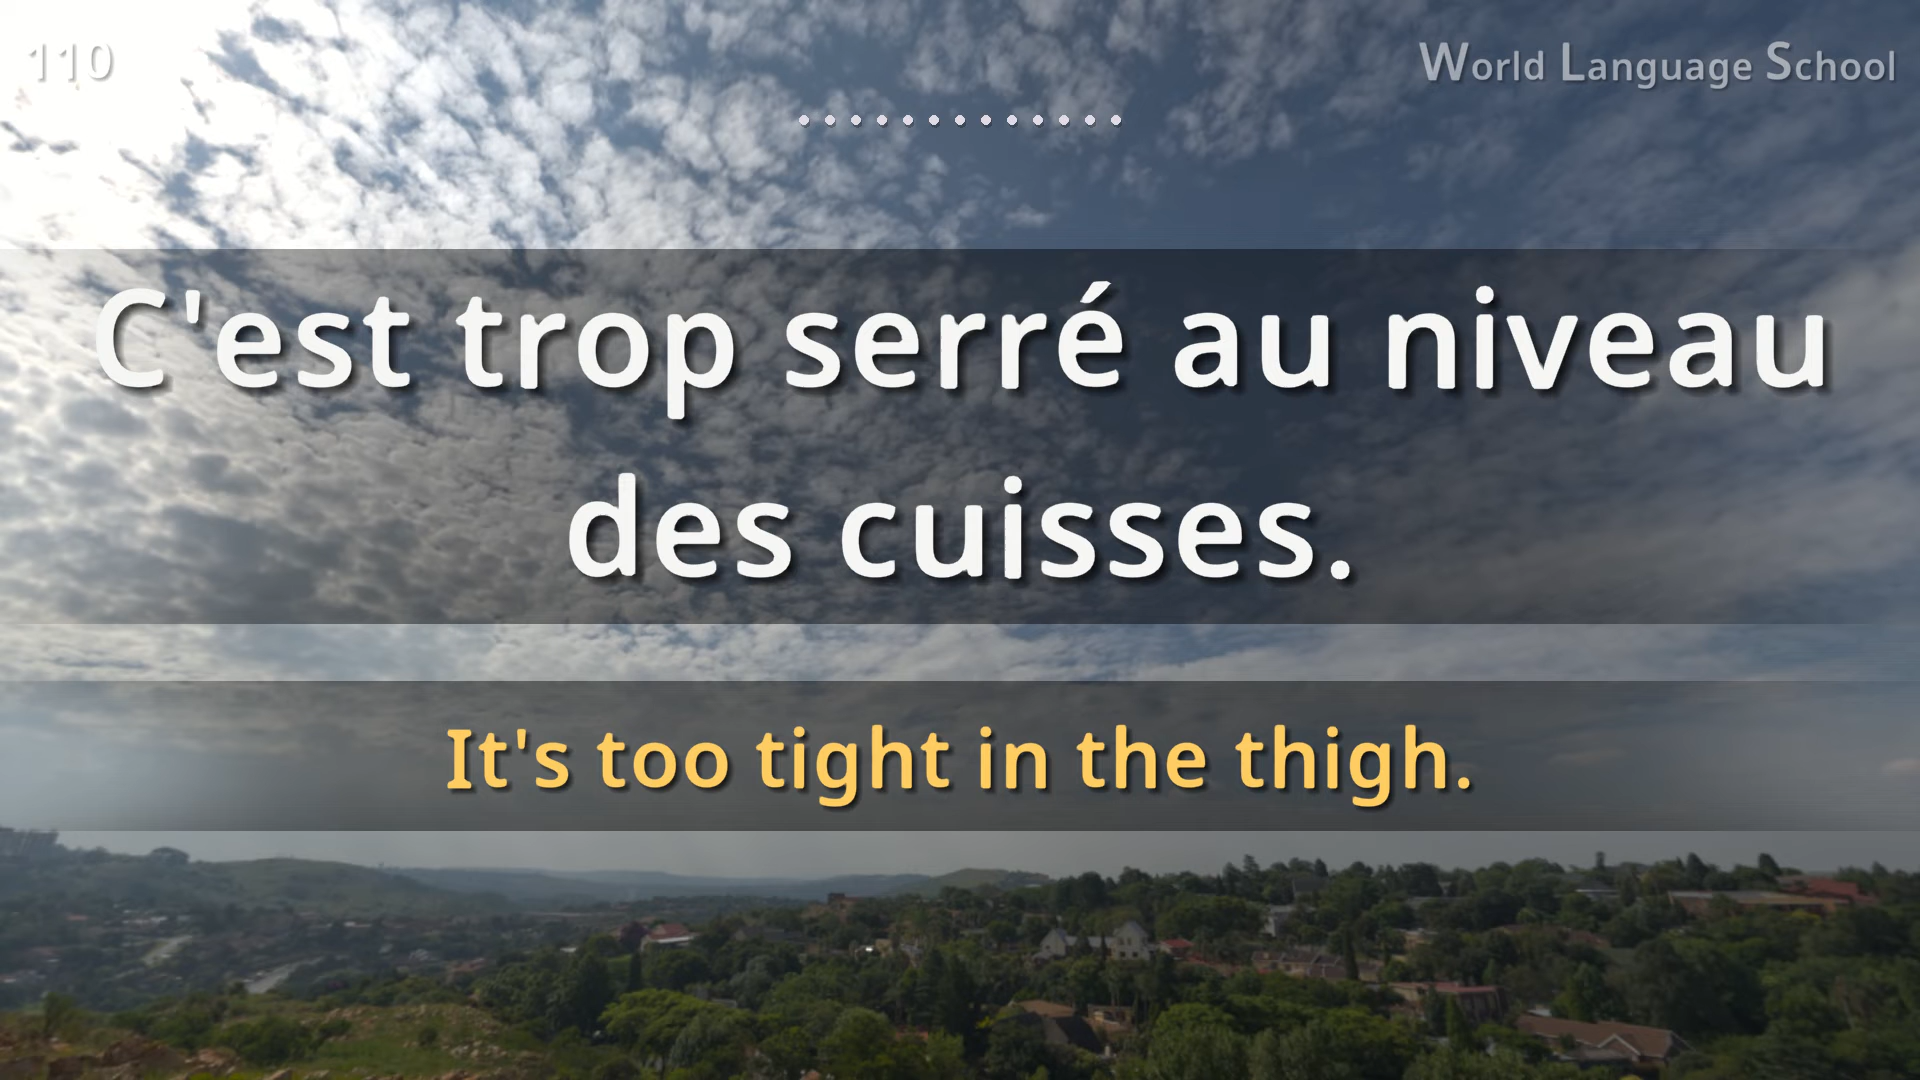 110
World Language School
C'est trop serré au niveau
des cuisses.
It's too tight in the thigh.